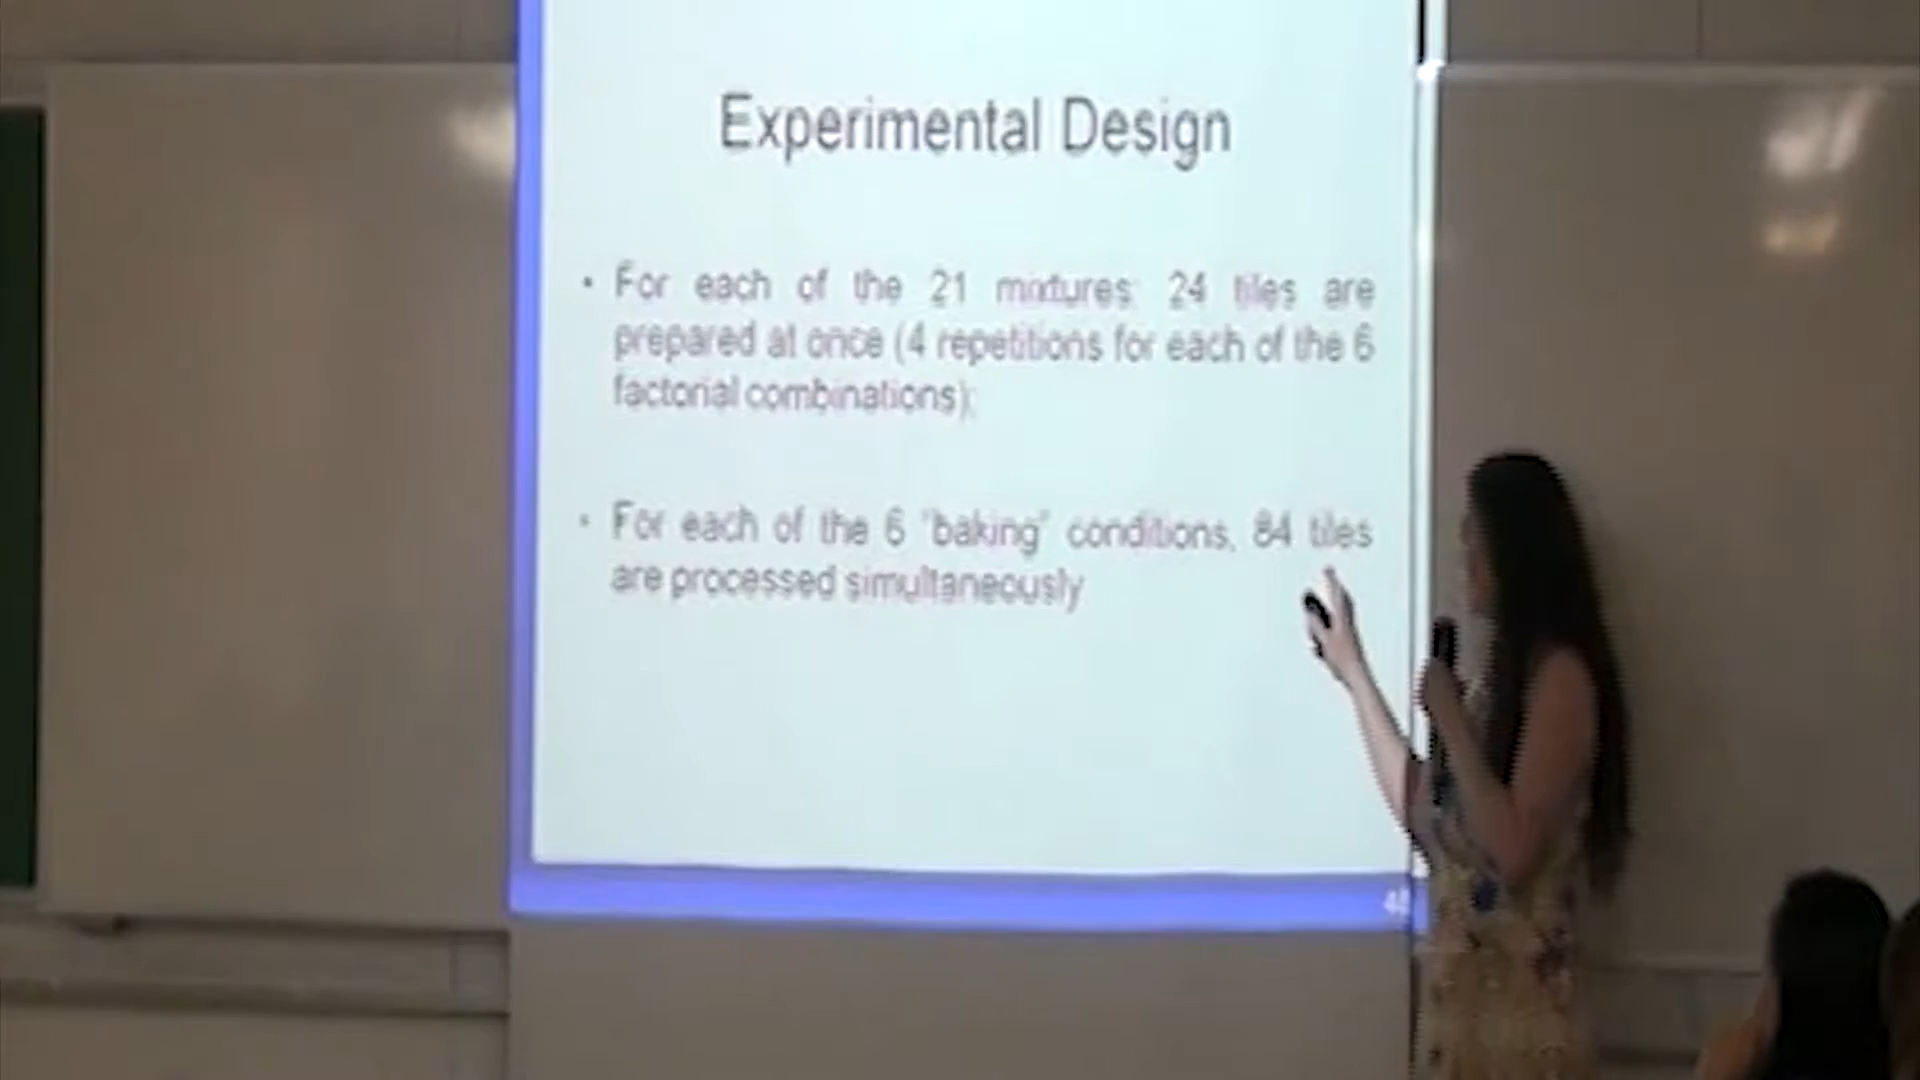 Experimental Design
• For each of the 21 mixtures: 24 tiles are
prepared at once (4 repetitions for each of the 6
factorial combinations);
• For each of the 6 "baking" conditions, 84 tiles
are processed simultaneously